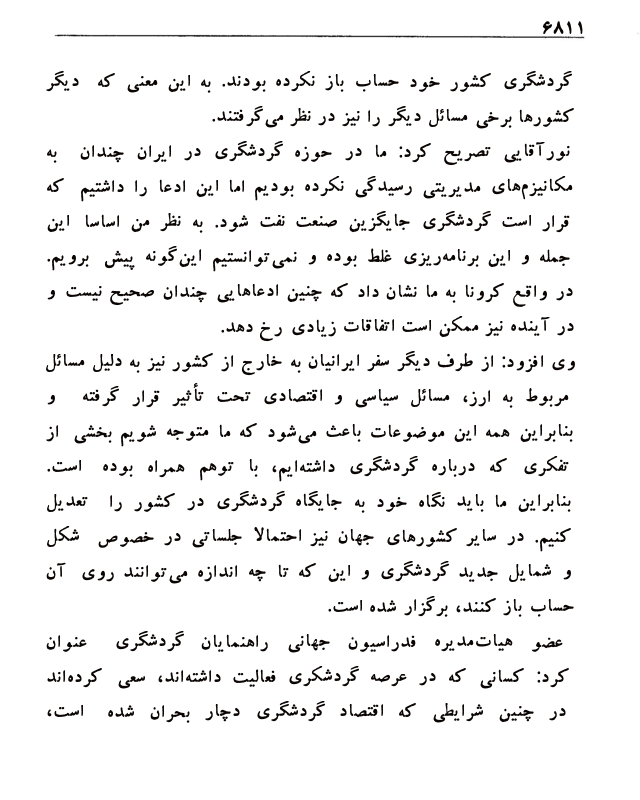 ۶۸۱۱
گردشگری کشور خود حساب باز نکرده بودند. به این معنی که دیگر
کشورها برخی مسائل دیگر را نیز در نظر می‌گرفتند.
نورآقایی تصریح کرد: ما در حوزه گردشگری در ایران چندان به
مکانیزم‌های مدیریتی رسیدگی نکرده بودیم اما این ادعا را داشتیم که
قرار است گردشگری جایگزین صنعت نفت شود. به نظر من اساسا این
جمله و این برنامه‌ریزی غلط بوده و نمی‌توانستیم این‌گونه پیش برویم.
در واقع کرونا به ما نشان داد که چنین ادعاهایی چندان صحیح نیست و
در آینده نیز ممکن است اتفاقات زیادی رخ دهد.
وی افزود: از طرف دیگر سفر ایرانیان به خارج از کشور نیز به دلیل مسائل
مربوط به ارز، مسائل سیاسی و اقتصادی تحت تأثیر قرار گرفته و
بنابراین همه این موضوعات باعث می‌شود که ما متوجه شویم بخشی از
تفکری که درباره گردشگری داشته‌ایم، با توهم همراه بوده است.
بنابراین ما باید نگاه خود به جایگاه گردشگری در کشور را تعدیل
کنیم. در سایر کشورهای جهان نیز احتمالا جلساتی در خصوص شکل
و شمایل جدید گردشگری و این که تا چه اندازه می‌توانند روی آن
حساب باز کنند، برگزار شده است.
عضو هیات‌مدیره فدراسیون جهانی راهنمایان گردشگری عنوان
کرد: کسانی که در عرصه گردشکری فعالیت داشته‌اند، سعی کرده‌اند
در چنین شرایطی که اقتصاد گردشگری دچار بحران شده است،